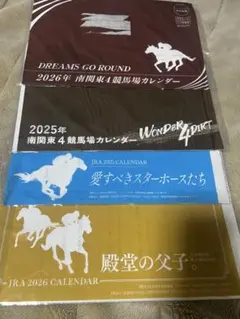 DREAMS GO ROUND
2026年 南関東4競馬場カレンダー
2025年
南関東4競馬場カレンダー
WONDER 4 DIRT
JRA 2025 CALENDAR
愛すべきスターホースたち
殿堂の父子。
JRA 2026 CALENDAR